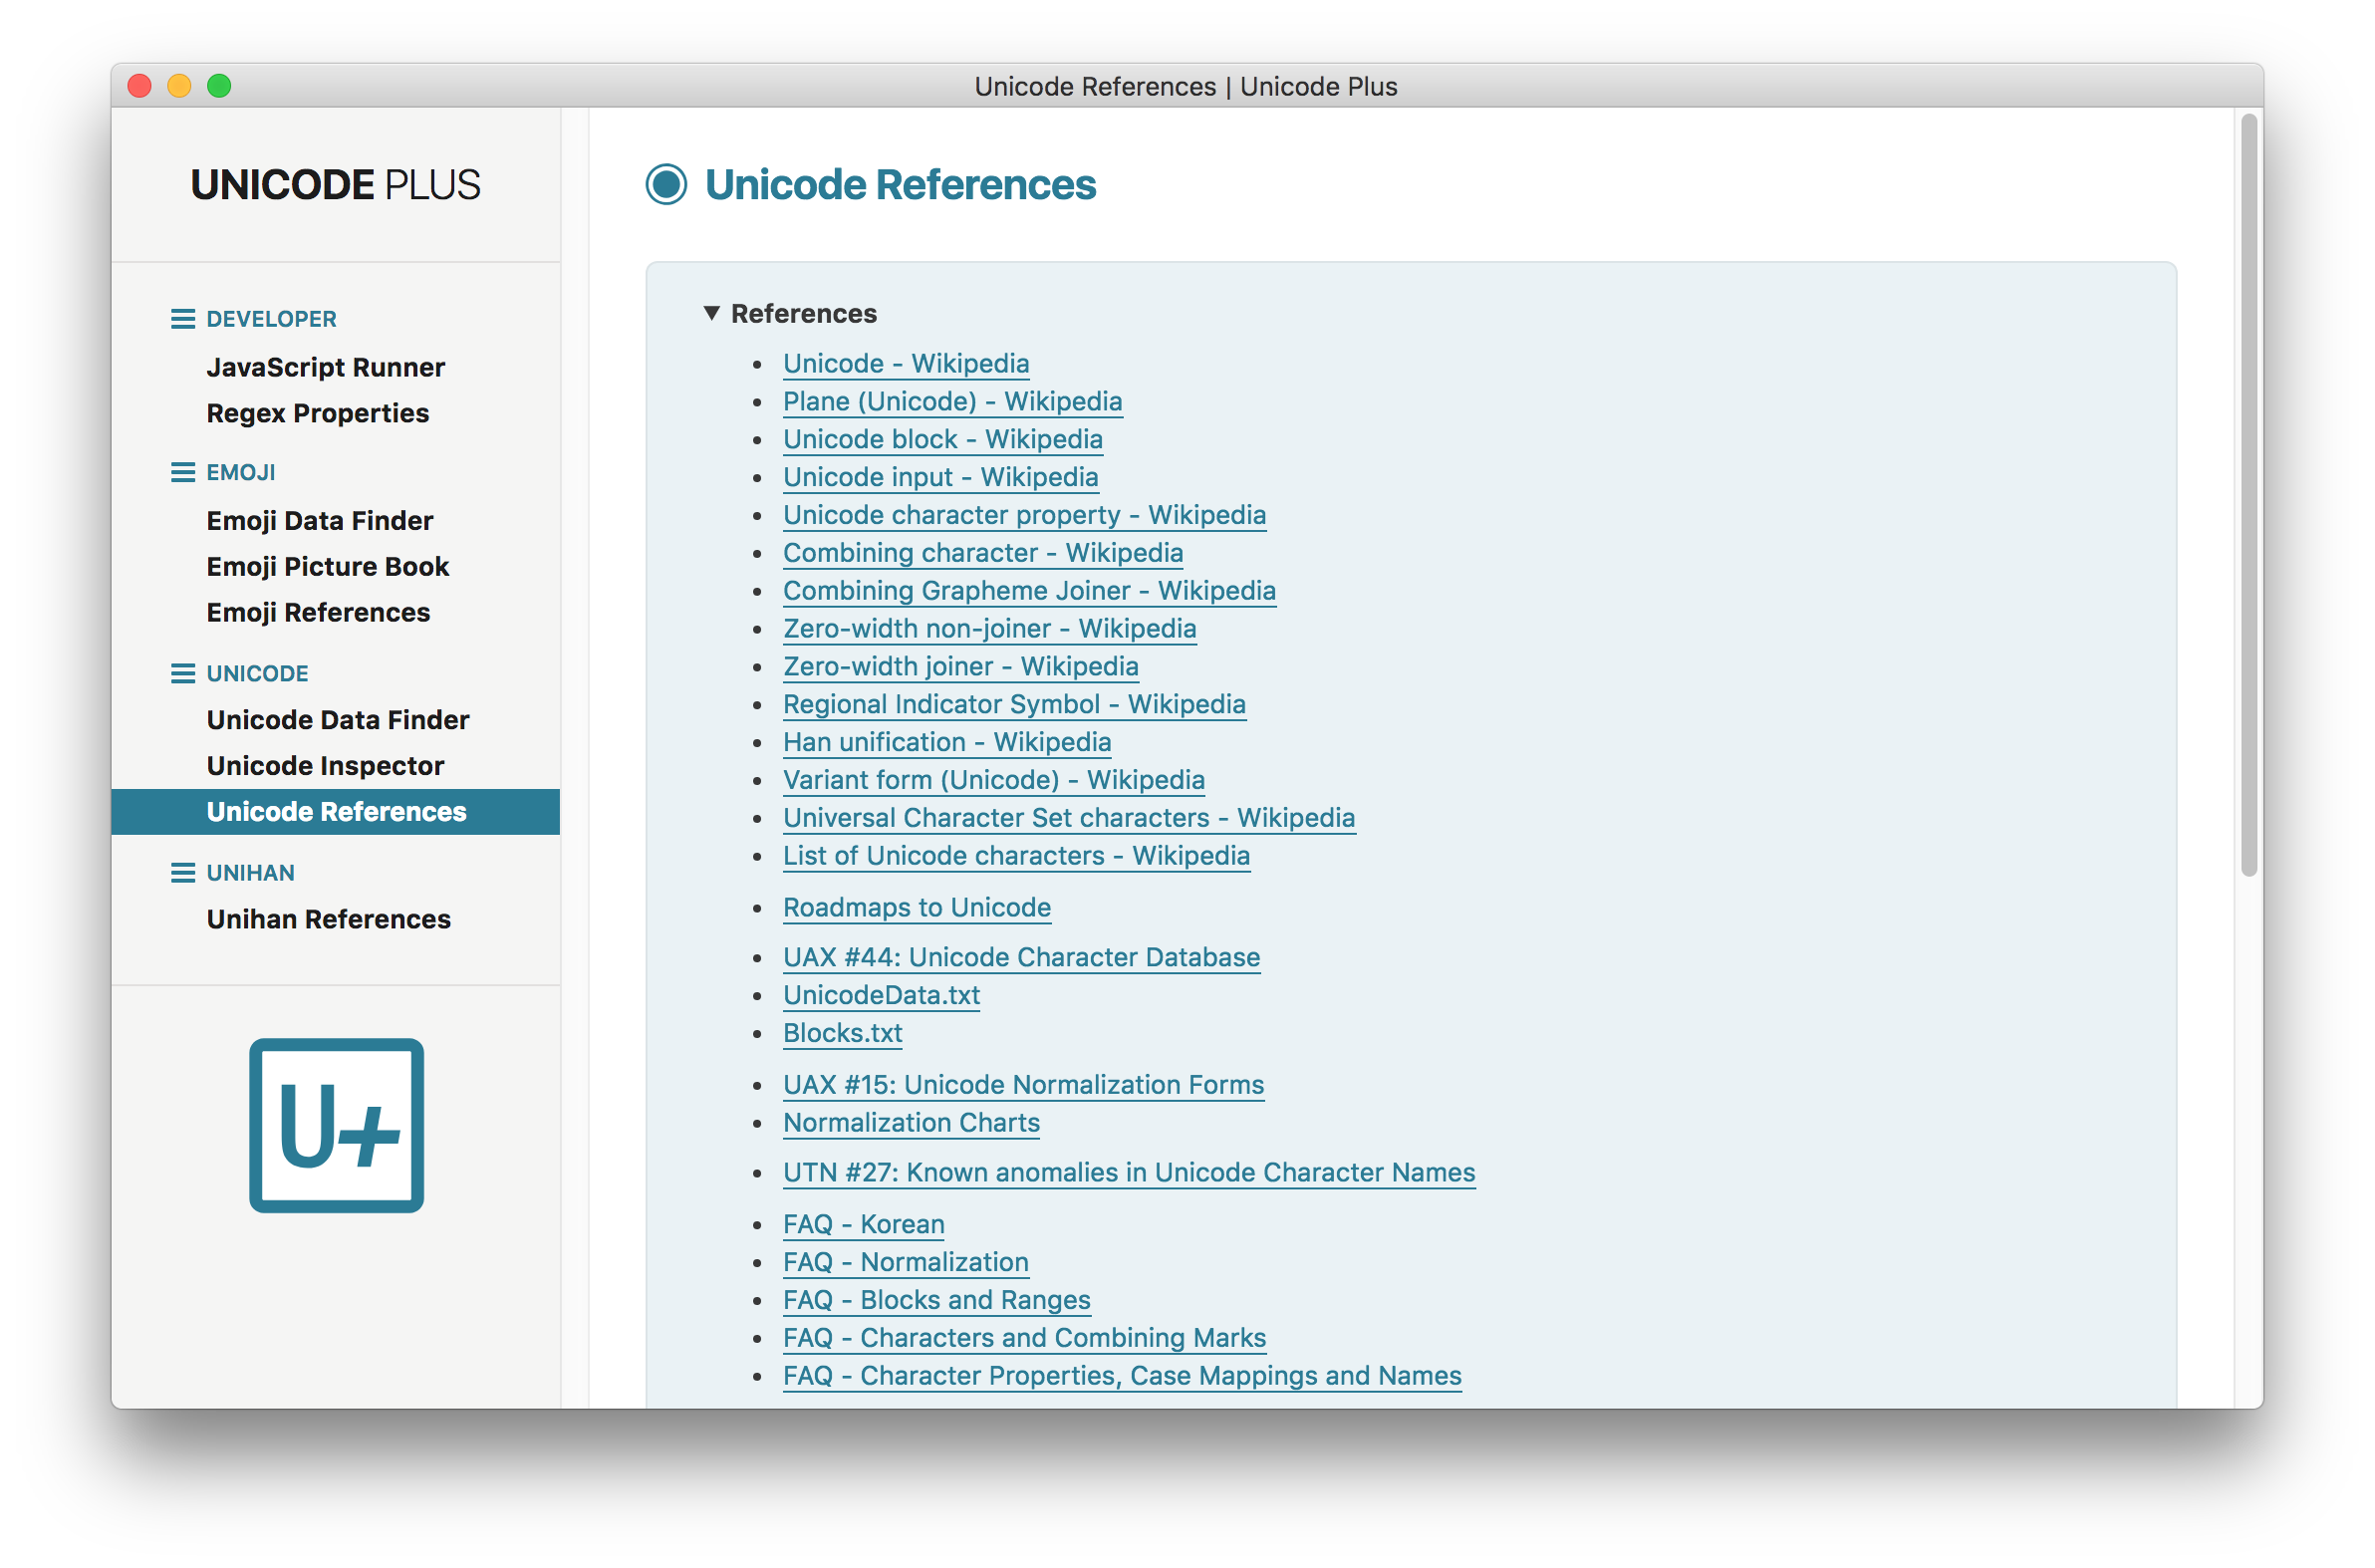 Unicode References | Unicode Plus
UNICODE PLUS
DEVELOPER
JavaScript Runner
Regex Properties
EMOJI
Emoji Data Finder
Emoji Picture Book
Emoji References
UNICODE
Unicode Data Finder
Unicode Inspector
Unicode References
UNIHAN
Unihan References
U+
Unicode References
▼ References
• Unicode - Wikipedia
• Plane (Unicode) - Wikipedia
• Unicode block - Wikipedia
• Unicode input - Wikipedia
• Unicode character property - Wikipedia
• Combining character - Wikipedia
• Combining Grapheme Joiner - Wikipedia
• Zero-width non-joiner - Wikipedia
• Zero-width joiner - Wikipedia
• Regional Indicator Symbol - Wikipedia
• Han unification - Wikipedia
• Variant form (Unicode) - Wikipedia
• Universal Character Set characters - Wikipedia
• List of Unicode characters - Wikipedia
• Roadmaps to Unicode
• UAX #44: Unicode Character Database
• UnicodeData.txt
• Blocks.txt
• UAX #15: Unicode Normalization Forms
• Normalization Charts
• UTN #27: Known anomalies in Unicode Character Names
• FAQ - Korean
• FAQ - Normalization
• FAQ - Blocks and Ranges
• FAQ - Characters and Combining Marks
• FAQ - Character Properties, Case Mappings and Names